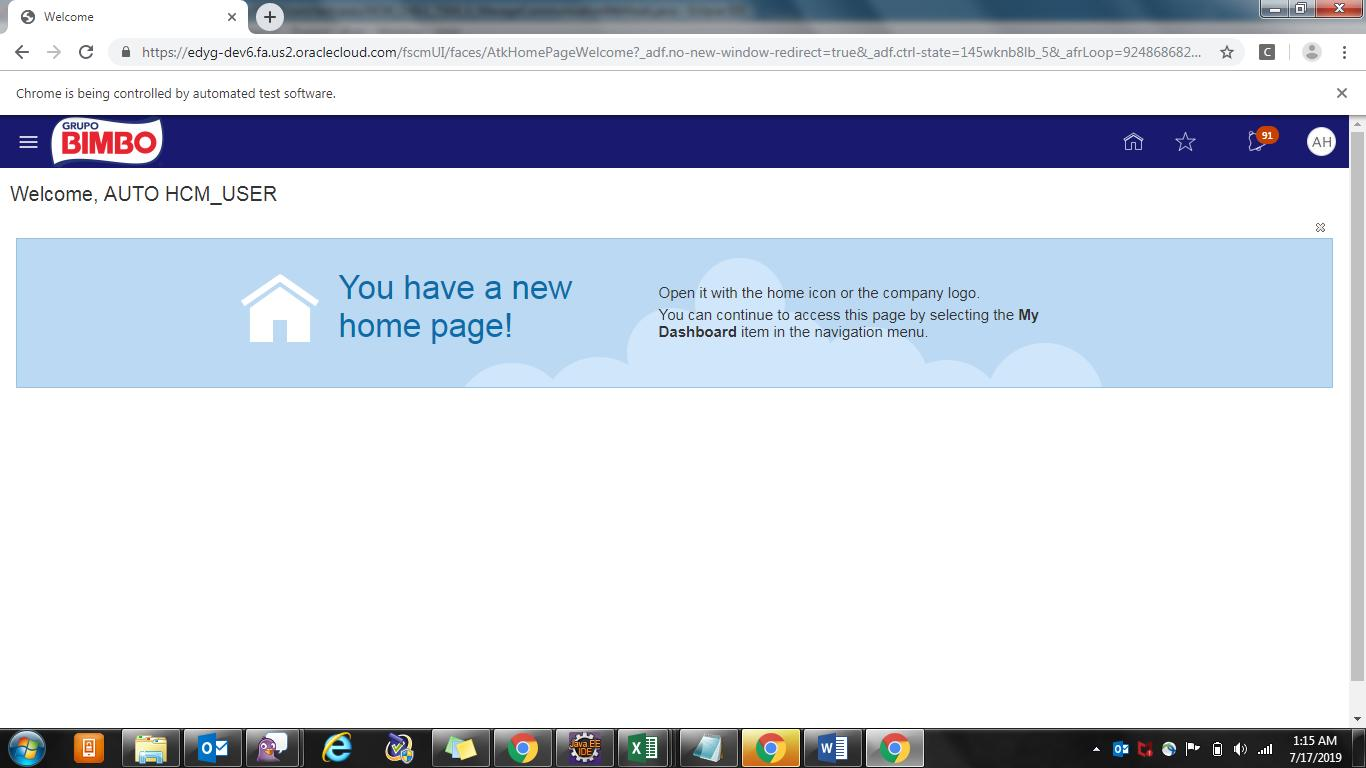 Welcome
https://edyg-dev6.fa.us2.oraclecloud.com/fscmUI/faces/AtkHomePageWelcome?_adf.no-new-window-redirect=true&_adf.ctrl-state=145wknb8lb_5&_afrLoop=924868682...
C
Chrome is being controlled by automated test software.
GRUPO
BIMBO
91
AH
Welcome, AUTO HCM_USER
You have a new
home page!
Open it with the home icon or the company logo.
You can continue to access this page by selecting the My
Dashboard item in the navigation menu.
Java EE
IDE
1:15 AM
7/17/2019